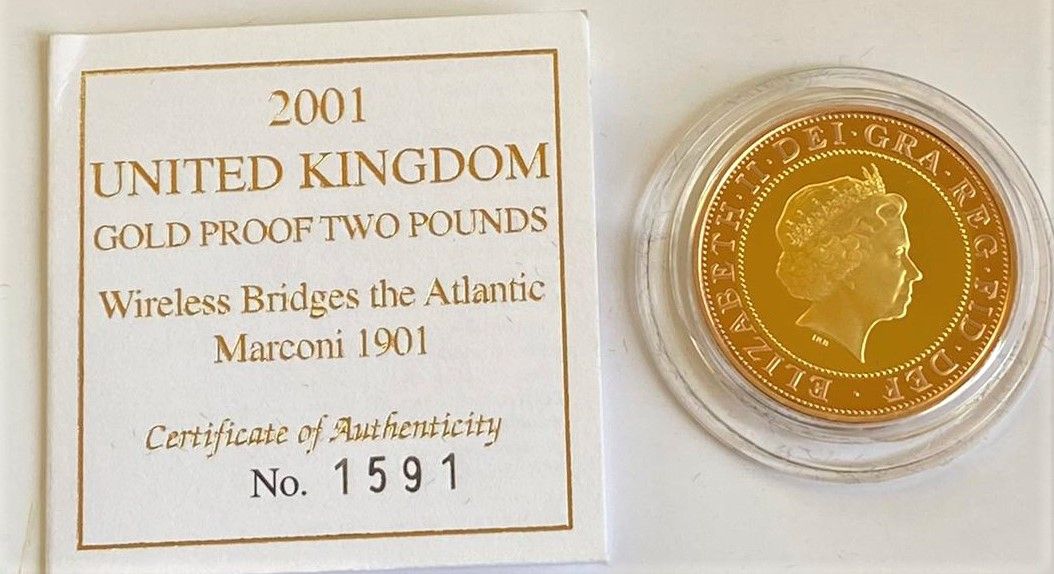 2001
UNITED KINGDOM
GOLD PROOF TWO POUNDS
Wireless Bridges the Atlantic
Marconi 1901
Certificate of Authenticity
No. 1591
ELIZABETH·II·DEI·GRA·REG·FID·DEF·
IRB